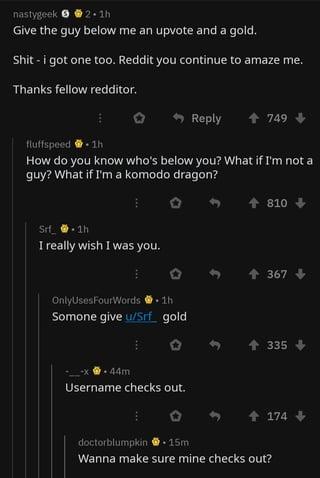 nastygeek S 2 • 1h
Give the guy below me an upvote and a gold.
Shit - i got one too. Reddit you continue to amaze me.
Thanks fellow redditor.
Reply 749
fluffspeed • 1h
How do you know who's below you? What if I'm not a
guy? What if I'm a komodo dragon?
810
Srf_ • 1h
I really wish I was you.
367
OnlyUsesFourWords • 1h
Somone give u/Srf_ gold
335
-__-x • 44m
Username checks out.
174
doctorblumpkin • 15m
Wanna make sure mine checks out?